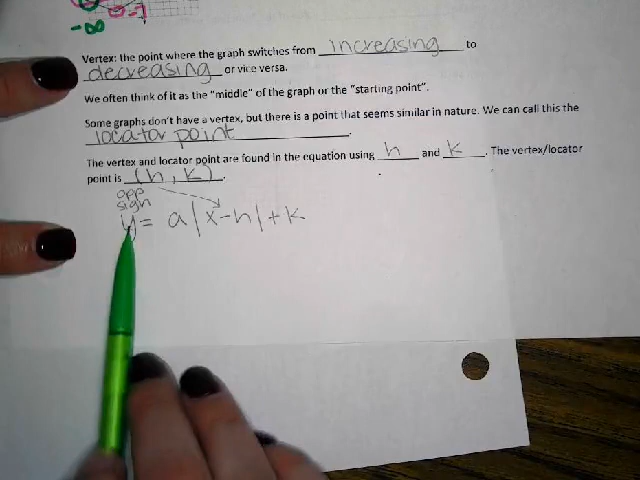 -∞
Vertex: the point where the graph switches from increasing to
decreasing or vice versa.
We often think of it as the "middle" of the graph or the "starting point".
Some graphs don't have a vertex, but there is a point that seems similar in nature. We can call this the
locator point.
The vertex and locator point are found in the equation using h and k. The vertex/locator
point is (h, k).
opp
sign
y = a|x-h|+k